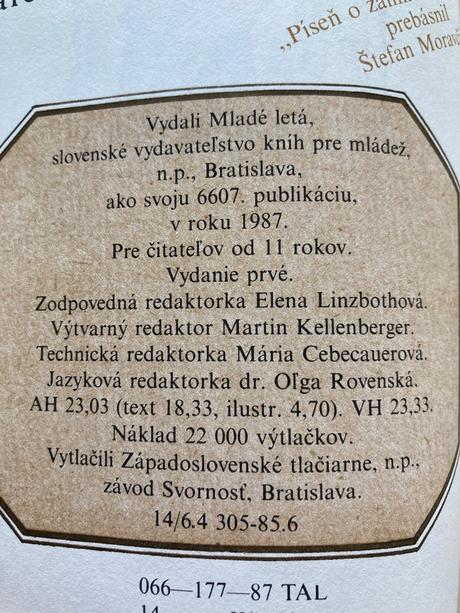 „Pieseň o
prebásnil
Štefan
Vydali Mladé letá,
slovenské vydavateľstvo kníh pre mládež,
n.p., Bratislava,
ako svoju 6607. publikáciu,
v roku 1987.
Pre čitateľov od 11 rokov.
Vydanie prvé.
Zodpovedná redaktorka Elena Linzbothová.
Výtvarný redaktor Martin Kellenberger.
Technická redaktorka Mária Cebecauerová.
Jazyková redaktorka dr. Oľga Rovenská.
AH 23,03 (text 18,33, ilustr. 4,70). VH 23,33.
Náklad 22 000 výtlačkov.
Vytlačili Západoslovenské tlačiarne, n.p.,
závod Svornosť, Bratislava.
14/6.4 305-85.6
066—177—87 TAL
14